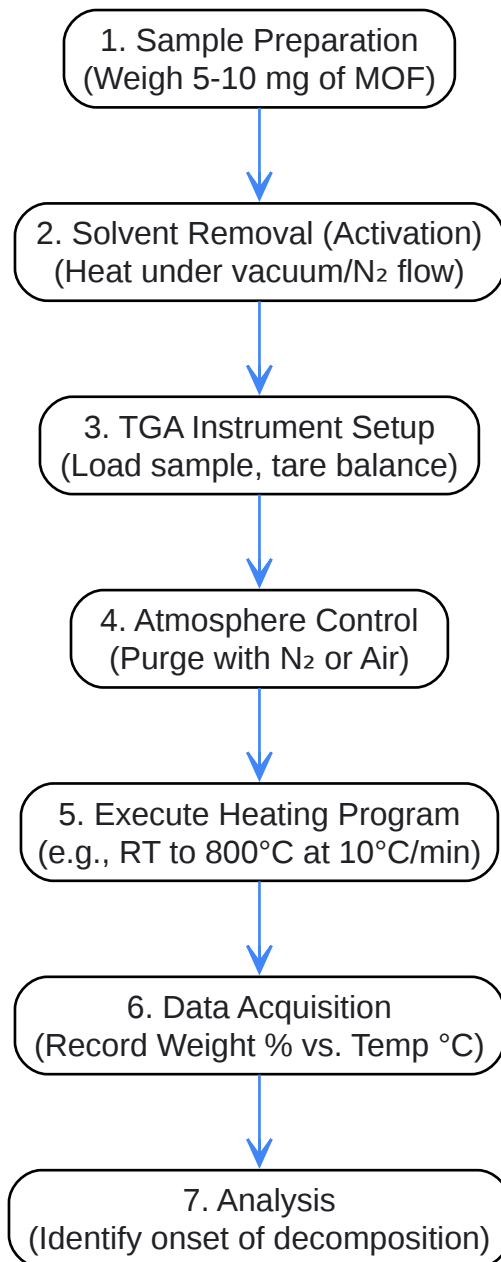 1. Sample Preparation
(Weigh 5-10 mg of MOF)
2. Solvent Removal (Activation)
(Heat under vacuum/N₂ flow)
3. TGA Instrument Setup
(Load sample, tare balance)
4. Atmosphere Control
(Purge with N₂ or Air)
5. Execute Heating Program
(e.g., RT to 800°C at 10°C/min)
6. Data Acquisition
(Record Weight % vs. Temp °C)
7. Analysis
(Identify onset of decomposition)